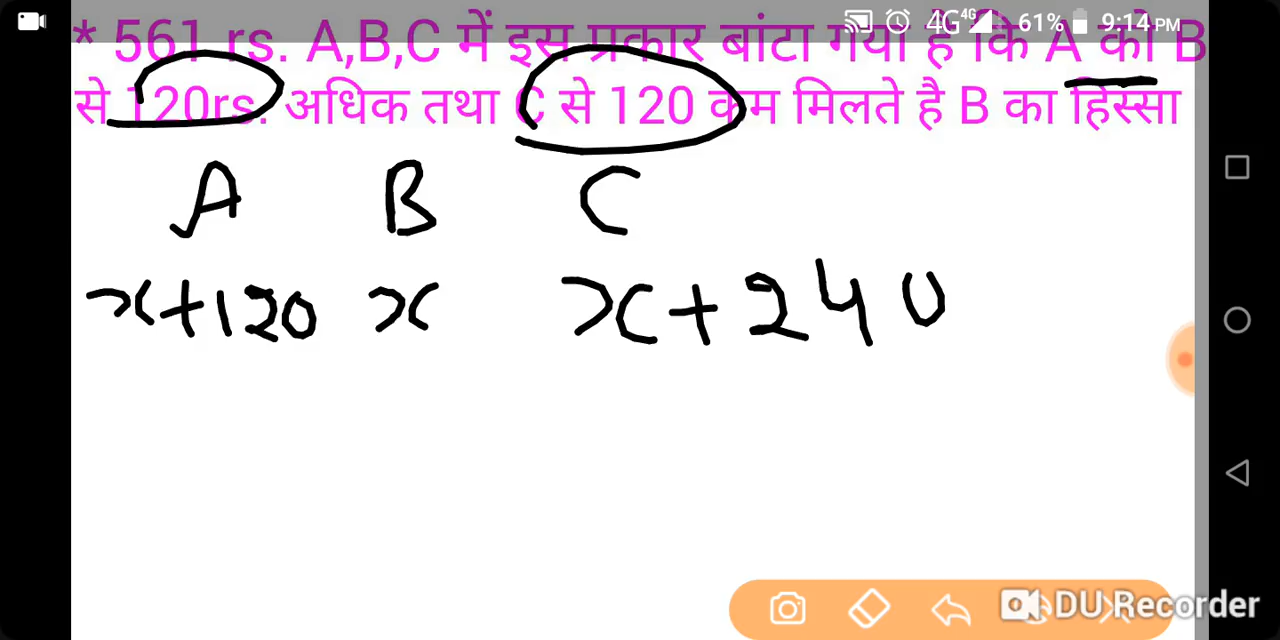 4G 4G 61% 9:14 PM
* 561 rs. A,B,C में इस प्रकार बांटा गया है कि A को B
से 120rs. अधिक तथा C से 120 कम मिलते है B का हिस्सा
A B C
x+120 x x+240
DU Recorder